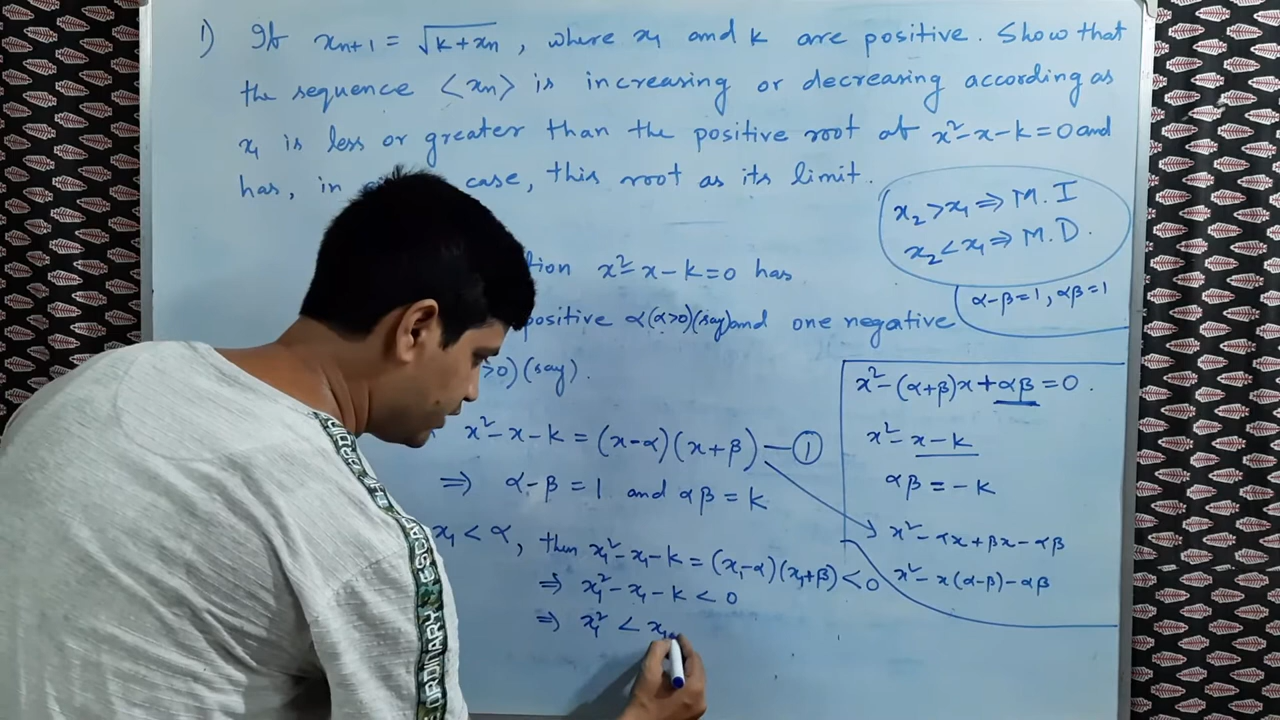 1) If xₙ₊₁ = √(k+xₙ), where x₁ and k are positive. Show that
the sequence <xₙ> is increasing or decreasing according as
x₁ is less or greater than the positive root of x²-x-k=0 and
has, in case, this root as its limit.
x₂>x₁ ⇒ M.I
x₂<x₁ ⇒ M.D.
α-β=1, αβ=1
tion x²-x-k=0 has
positive α(α>0)(say) and one negative
>0)(say).
x²-x-k = (x-α)(x+β) — ①
⇒ α-β = 1 and αβ = k
x₁ < α, then x₁²-x₁-k = (x₁-α)(x₁+β) < 0
⇒ x₁²-x₁-k < 0
⇒ x₁² < x₁
x²-(α+β)x+αβ = 0.
x²-x-k
αβ = -k
x²-αx+βx-αβ
x²-x(α-β)-αβ
ORDINARY ESCAP